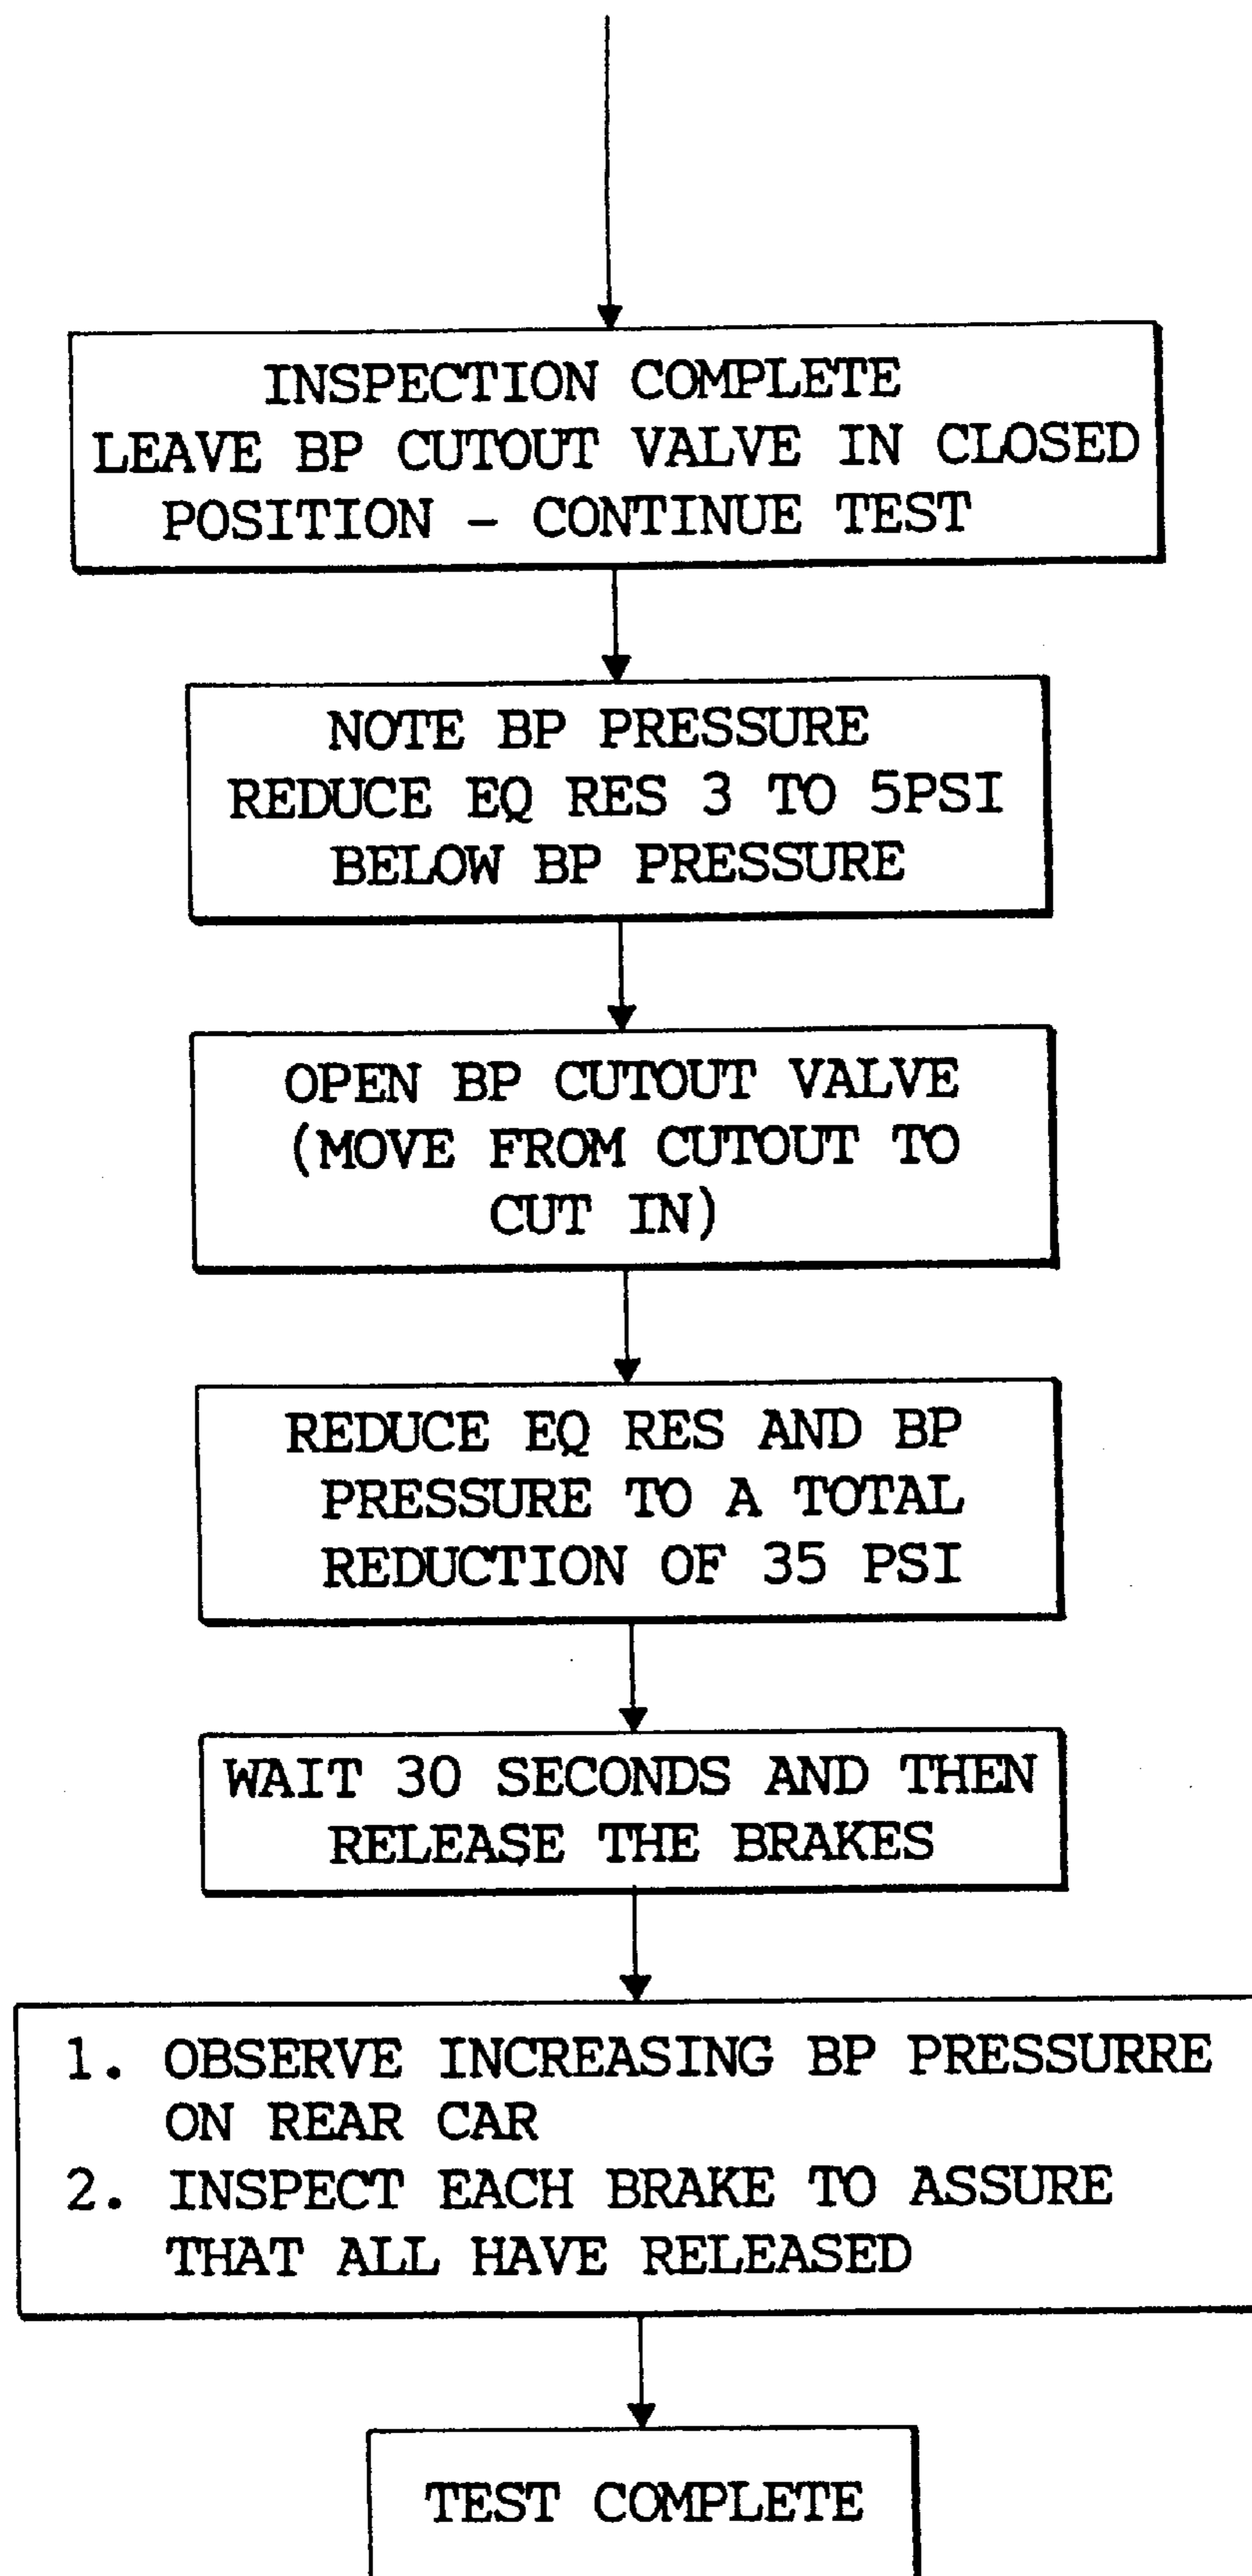 INSPECTION COMPLETE
LEAVE BP CUTOUT VALVE IN CLOSED
POSITION - CONTINUE TEST
NOTE BP PRESSURE
REDUCE EQ RES 3 TO 5PSI
BELOW BP PRESSURE
OPEN BP CUTOUT VALVE
(MOVE FROM CUTOUT TO
CUT IN)
REDUCE EQ RES AND BP
PRESSURE TO A TOTAL
REDUCTION OF 35 PSI
WAIT 30 SECONDS AND THEN
RELEASE THE BRAKES
1. OBSERVE INCREASING BP PRESSURRE
ON REAR CAR
2. INSPECT EACH BRAKE TO ASSURE
THAT ALL HAVE RELEASED
TEST COMPLETE